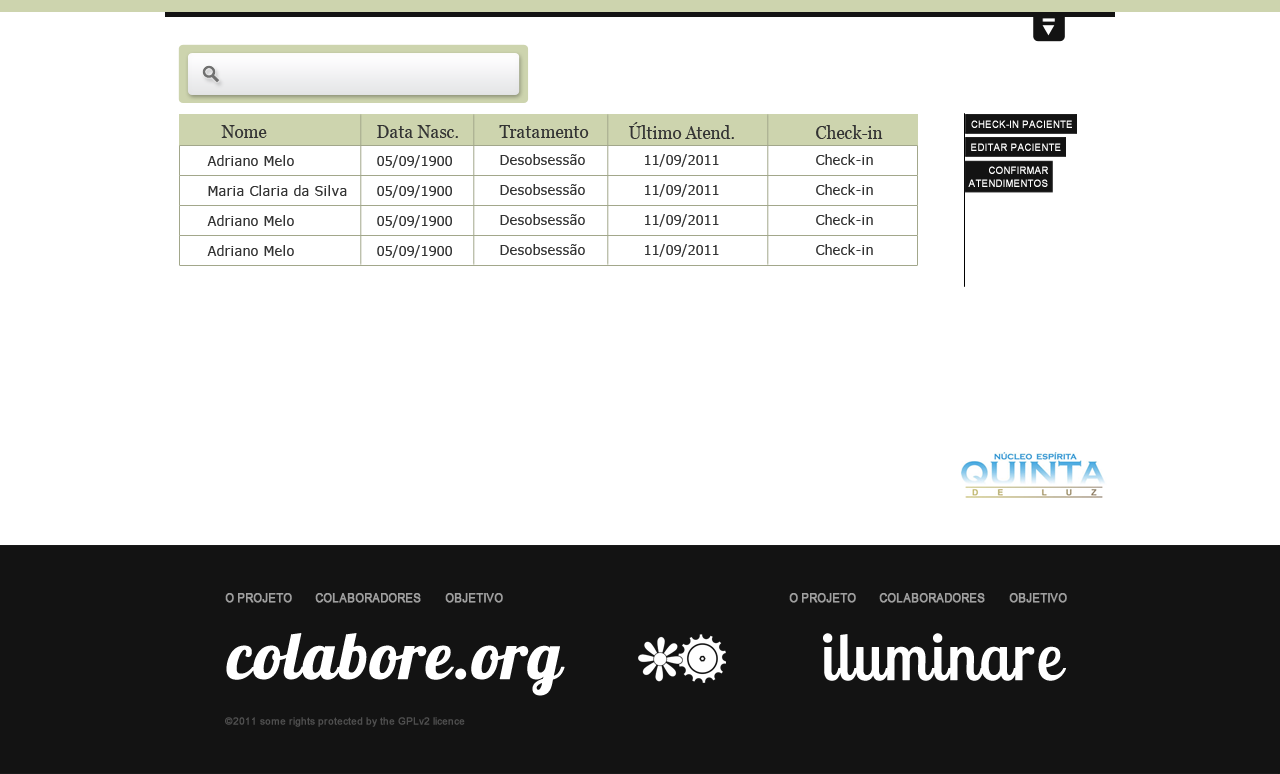 Nome Data Nasc. Tratamento Último Atend. Check-in
Adriano Melo 05/09/1900 Desobsessão 11/09/2011 Check-in
Maria Claria da Silva 05/09/1900 Desobsessão 11/09/2011 Check-in
Adriano Melo 05/09/1900 Desobsessão 11/09/2011 Check-in
Adriano Melo 05/09/1900 Desobsessão 11/09/2011 Check-in
CHECK-IN PACIENTE
EDITAR PACIENTE
CONFIRMAR
ATENDIMENTOS
NÚCLEO ESPÍRITA
QUINTA
DE LUZ
O PROJETO COLABORADORES OBJETIVO
O PROJETO COLABORADORES OBJETIVO
colabore.org
iluminare
©2011 some rights protected by the GPLv2 licence